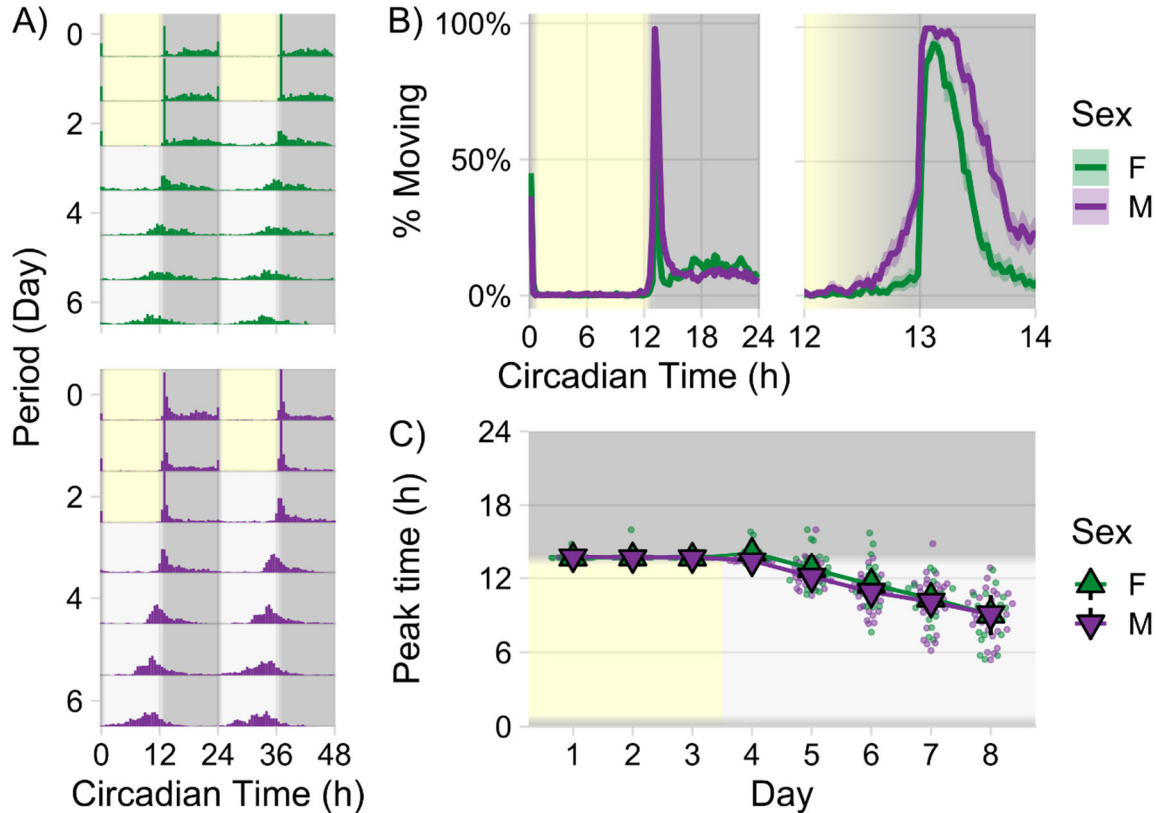 A)
Period (Day)
0
2
4
6
0
2
4
6
0 12 24 36 48
Circadian Time (h)
B)
% Moving
100%
50%
0%
0 6 12 24
12 13 14
Circadian Time (h)
Sex
F
M
C)
Peak time (h)
24
18
12
6
0
1 2 3 4 5 6 7 8
Day
Sex
F
M